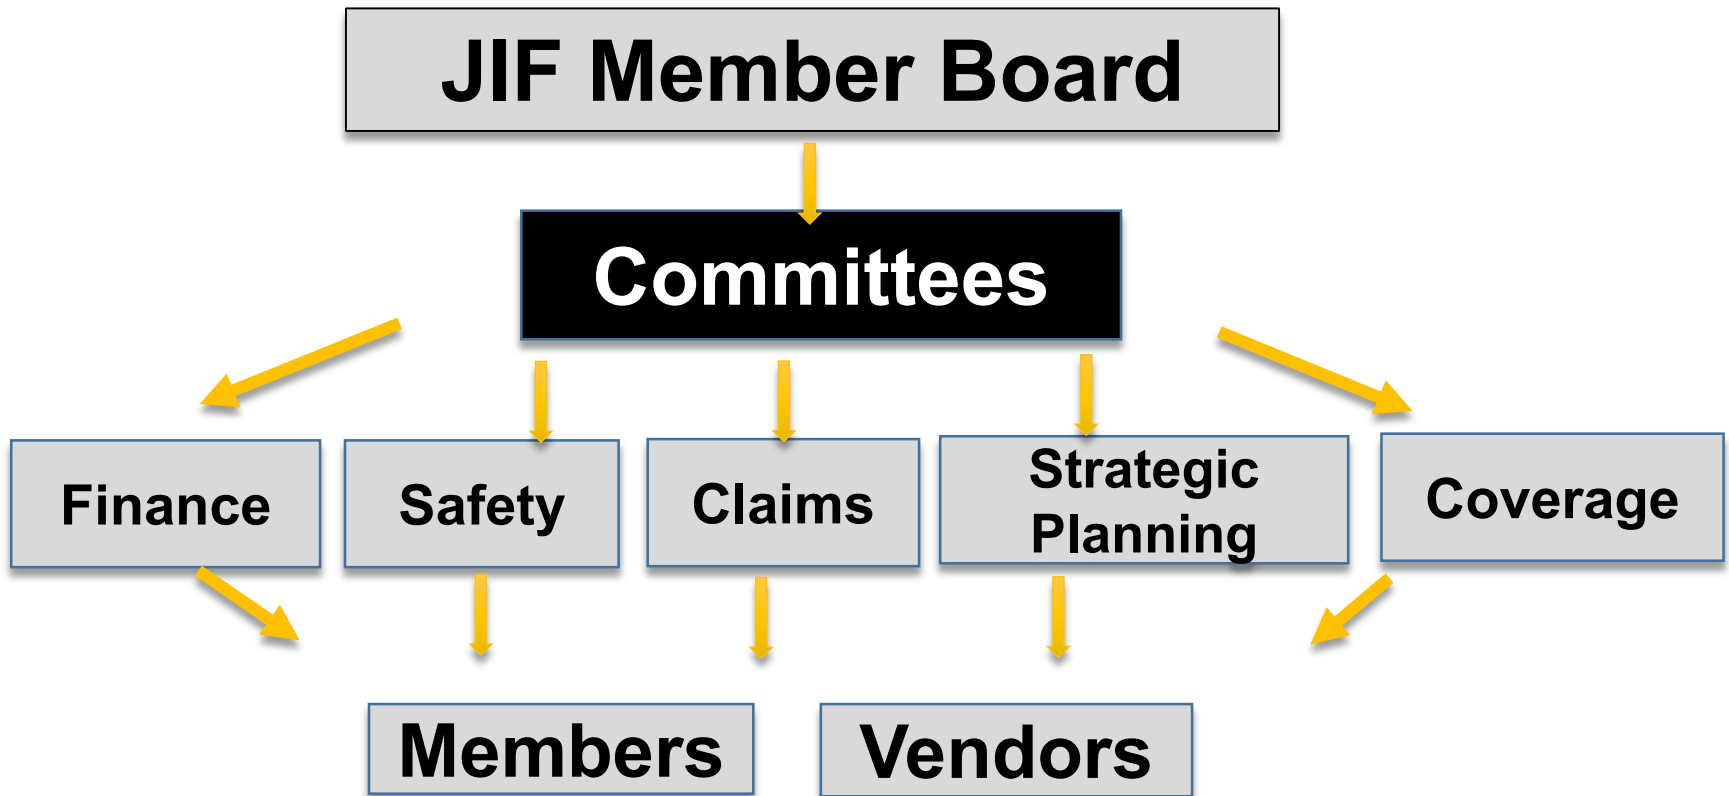 JIF Member Board
Committees
Finance
Safety
Claims
Strategic
Planning
Coverage
Members
Vendors